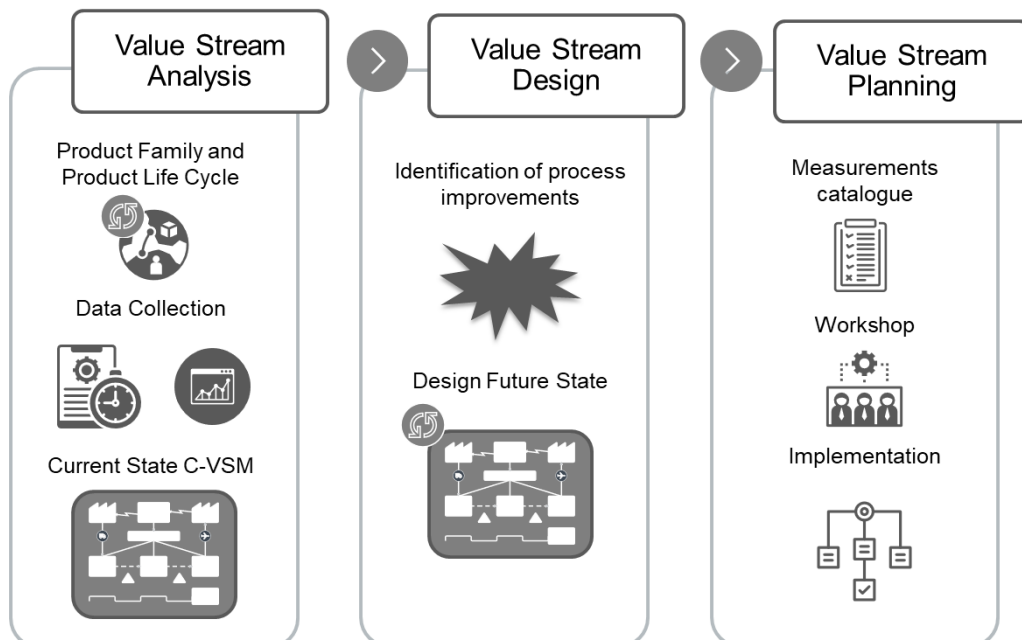 Value Stream
Analysis
Product Family and
Product Life Cycle
Data Collection
Current State C-VSM
Value Stream
Design
Identification of process
improvements
Design Future State
Value Stream
Planning
Measurements
catalogue
Workshop
Implementation